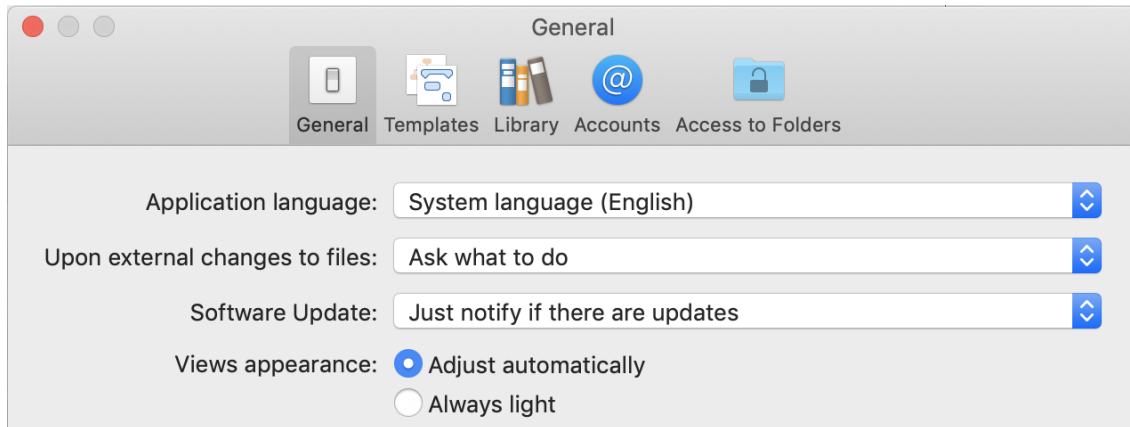 General
General Templates Library Accounts Access to Folders
Application language: System language (English)
Upon external changes to files: Ask what to do
Software Update: Just notify if there are updates
Views appearance: Adjust automatically
Always light